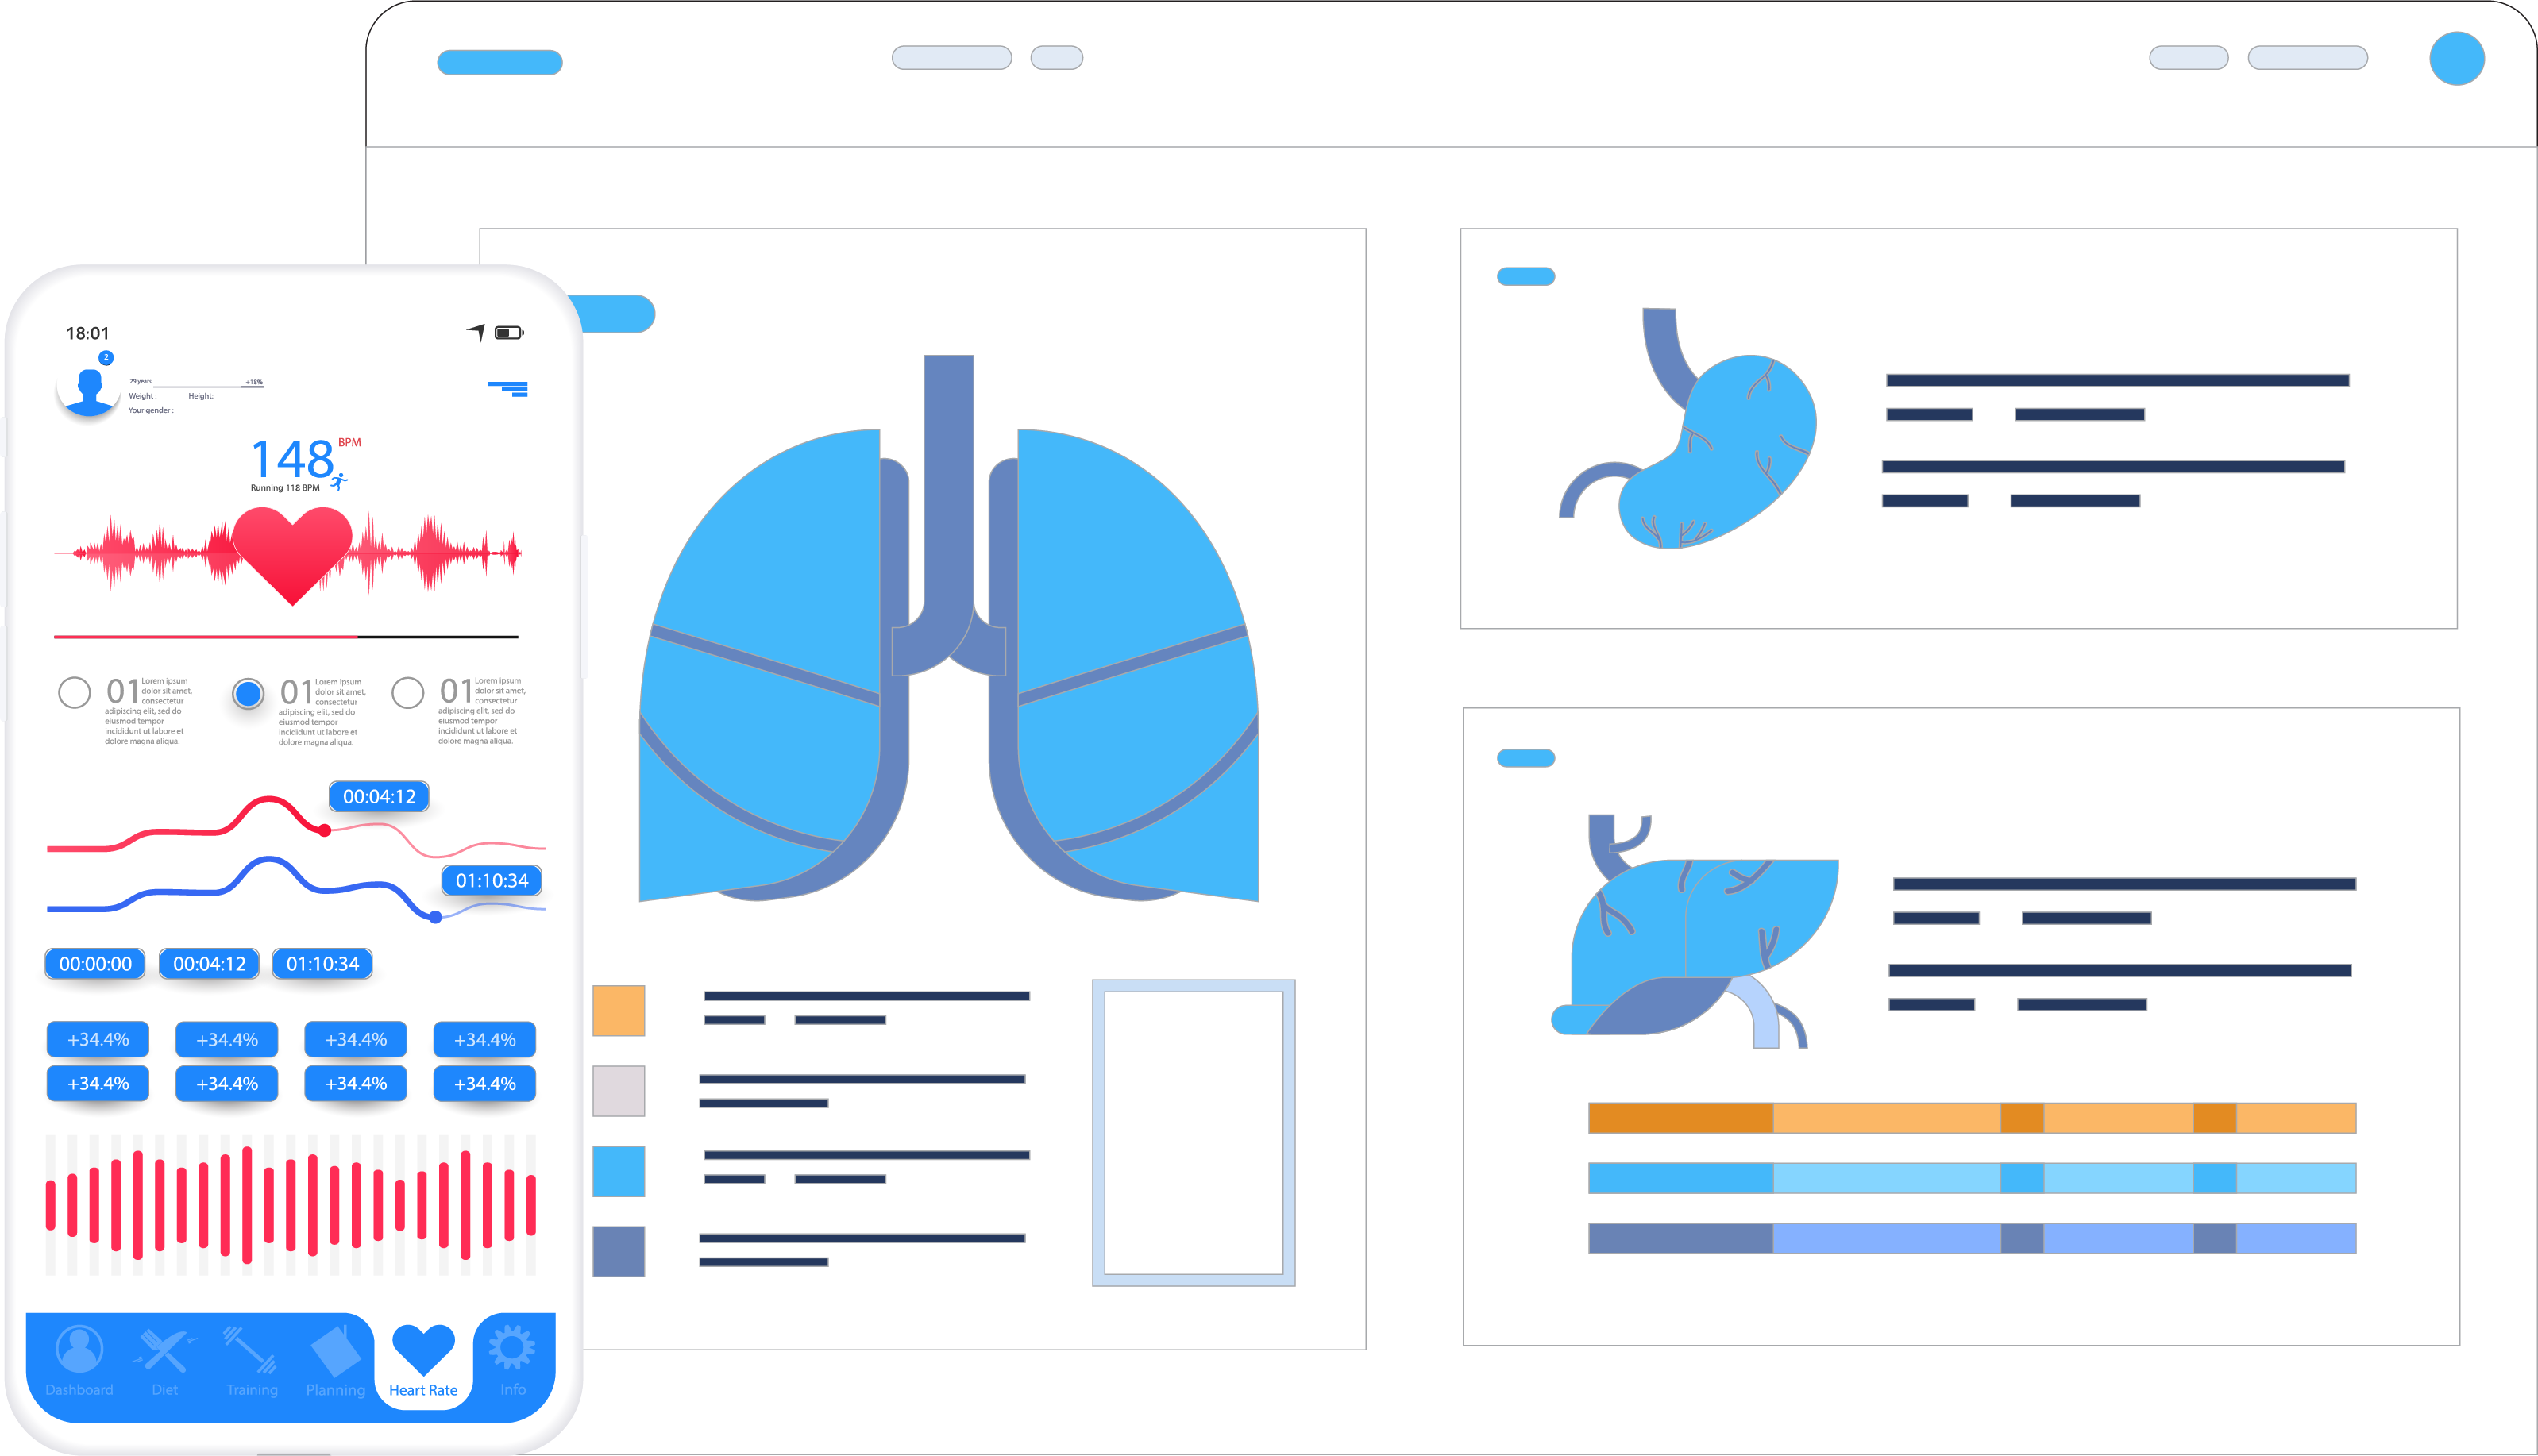 18:01
2
29 years
+18%
Weight :
Height:
Your gender :
148
BPM
Running 118 BPM
01 Lorem ipsum
dolor sit amet,
consectetur
adipiscing elit, sed do
eiusmod tempor
incididunt ut labore et
dolore magna aliqua.
01 Lorem ipsum
dolor sit amet,
consectetur
adipiscing elit, sed do
eiusmod tempor
incididunt ut labore et
dolore magna aliqua.
01 Lorem ipsum
dolor sit amet,
consectetur
adipiscing elit, sed do
eiusmod tempor
incididunt ut labore et
dolore magna aliqua.
00:04:12
01:10:34
00:00:00 00:04:12 01:10:34
+34.4% +34.4% +34.4% +34.4%
+34.4% +34.4% +34.4% +34.4%
Dashboard Diet Training Planning Heart Rate Info